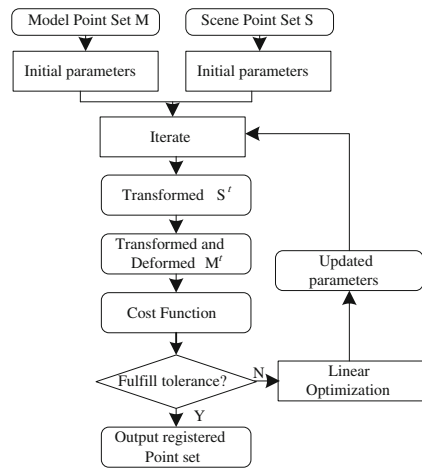 Model Point Set M
Scene Point Set S
Initial parameters
Initial parameters
Iterate
Transformed S^t
Transformed and
Deformed M^t
Updated
parameters
Cost Function
Fulfill tolerance?
N
Linear
Optimization
Y
Output registered
Point set